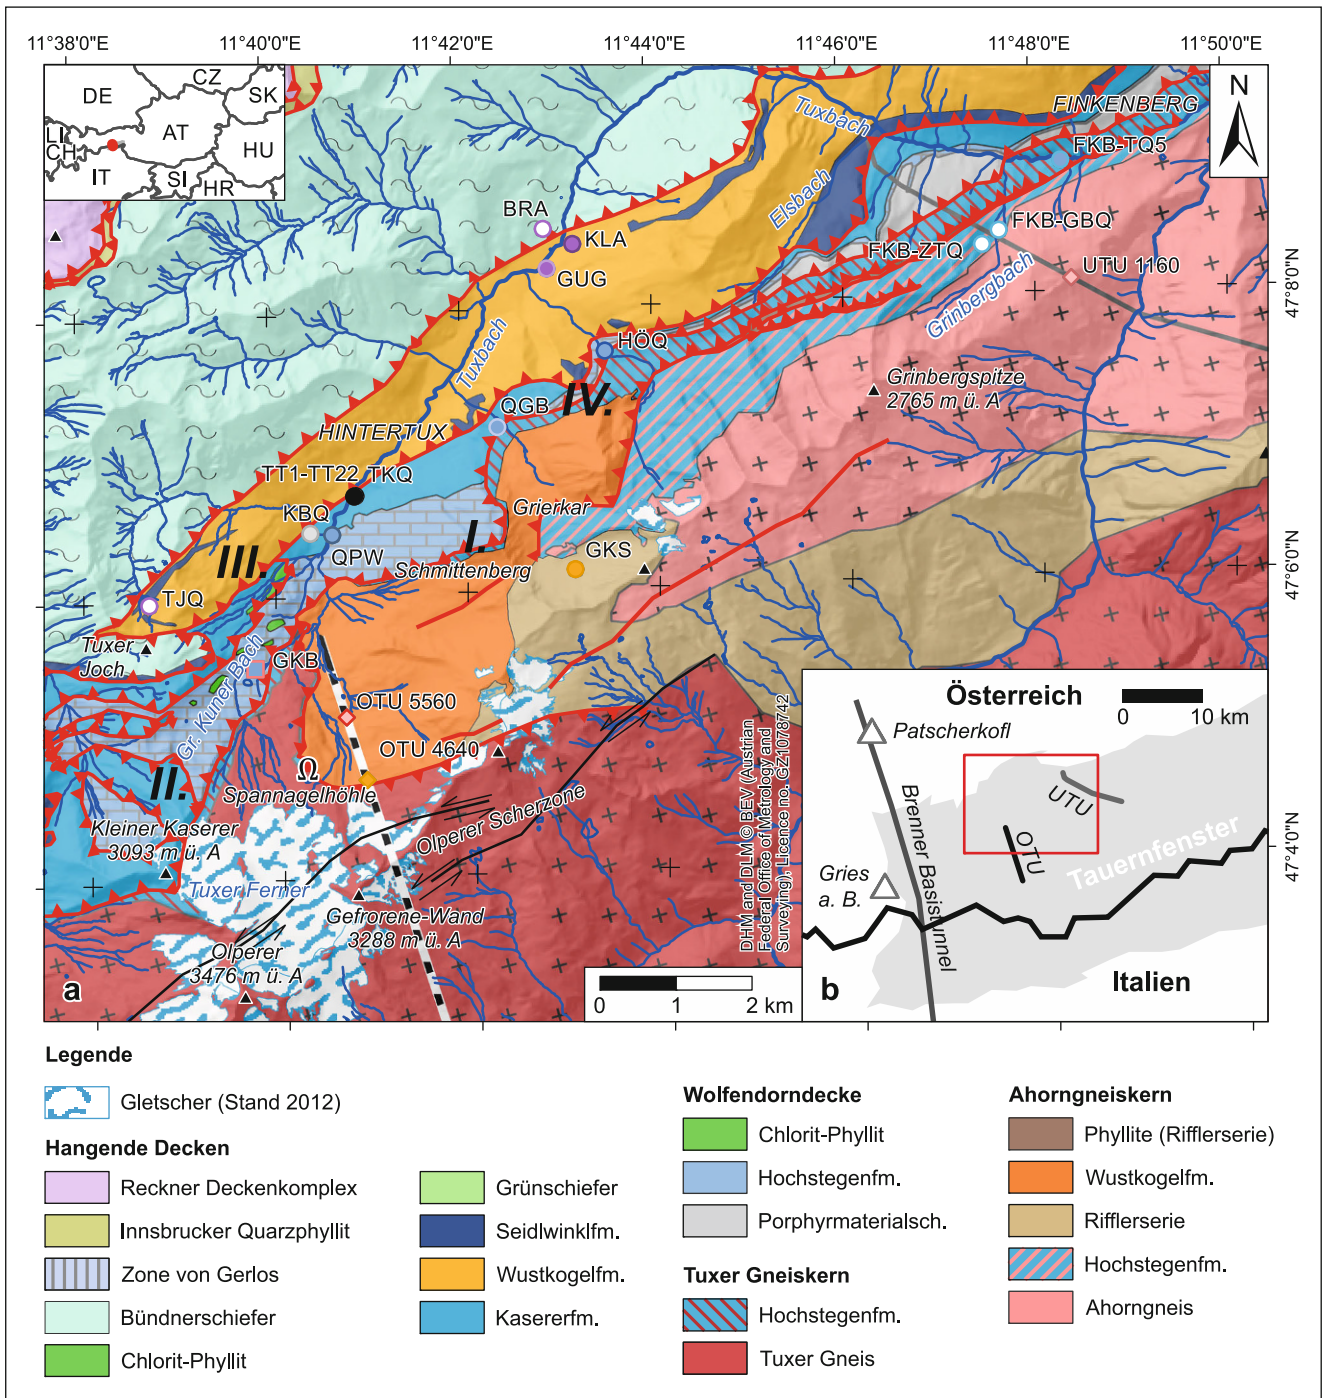 11°38'0"E
11°40'0"E
11°42'0"E
11°44'0"E
11°46'0"E
11°48'0"E
11°50'0"E
DE
CZ
SK
AT
LI
CH
HU
IT
SI
HR
N
Tuxbach
FINKENBERG
FKB-TQ5
Elsbach
BRA
KLA
GUG
FKB-GBQ
FKB-ZTQ
UTU 1160
Grinbergbach
47°8'0"N
Tuxbach
HÖQ
Grinbergspitze
2765 m ü. A
QGB
IV.
HINTERTUX
TT1-TT22
TKQ
Grierkar
KBQ
I.
QPW
GKS
Schmittenberg
47°6'0"N
III.
TJQ
Tuxer
Joch
GKB
Gr. Kuner Bach
OTU 5560
OTU 4640
Ω
Spannagelhöhle
II.
Kleiner Kaserer
3093 m ü. A
Olperer Scherzone
Tuxer Ferner
Gefrorene-Wand
3288 m ü. A
Olperer
3476 m ü. A
DHM and DLM © BEV (Austrian
Federal Office of Metrology and
Surveying), Licence no. GZ1078742
a
0 1 2 km
Österreich
0 10 km
Patscherkofl
Brenner Basistunnel
UTU
OTU
Tauernfenster
Gries
a. B.
Italien
b
47°4'0"N
Legende
Gletscher (Stand 2012)
Hangende Decken
Reckner Deckenkomplex
Innsbrucker Quarzphyllit
Zone von Gerlos
Bündnerschiefer
Chlorit-Phyllit
Grünschiefer
Seidlwinklfm.
Wustkogelfm.
Kasererfm.
Wolfendorndecke
Chlorit-Phyllit
Hochstegenfm.
Porphyrmaterialsch.
Tuxer Gneiskern
Hochstegenfm.
Tuxer Gneis
Ahorngneiskern
Phyllite (Rifflerserie)
Wustkogelfm.
Rifflerserie
Hochstegenfm.
Ahorngneis